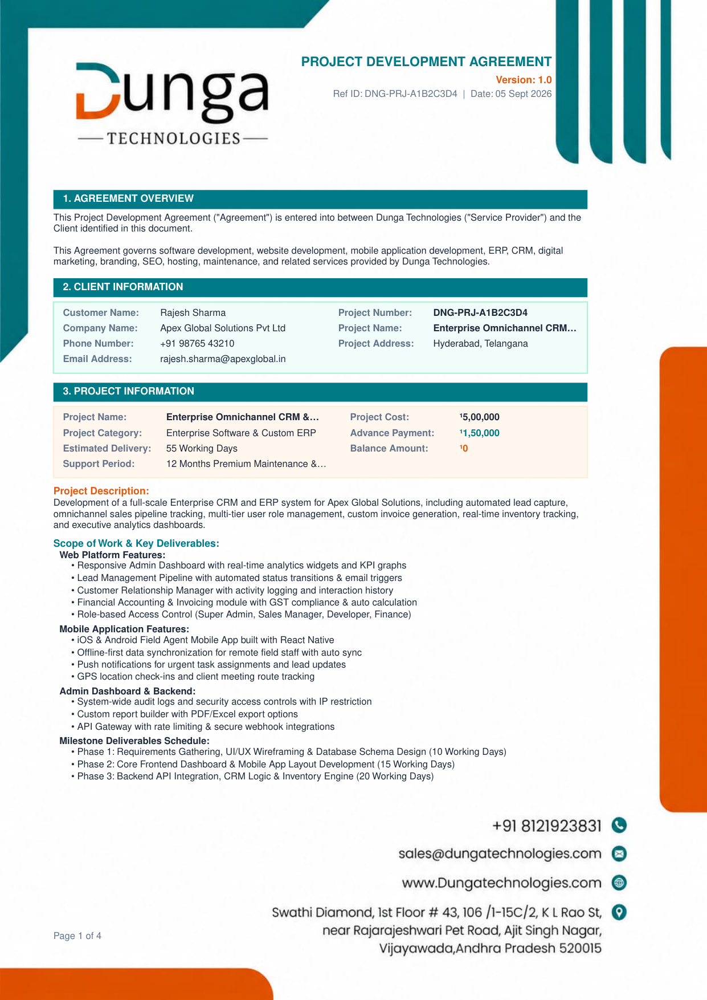 Dunga
TECHNOLOGIES
PROJECT DEVELOPMENT AGREEMENT
Version: 1.0
Ref ID: DNG-PRJ-A1B2C3D4 | Date: 05 Sept 2026
1. AGREEMENT OVERVIEW
This Project Development Agreement ("Agreement") is entered into between Dunga Technologies ("Service Provider") and the
Client identified in this document.
This Agreement governs software development, website development, mobile application development, ERP, CRM, digital
marketing, branding, SEO, hosting, maintenance, and related services provided by Dunga Technologies.
2. CLIENT INFORMATION
Customer Name: Rajesh Sharma Project Number: DNG-PRJ-A1B2C3D4
Company Name: Apex Global Solutions Pvt Ltd Project Name: Enterprise Omnichannel CRM…
Phone Number: +91 98765 43210 Project Address: Hyderabad, Telangana
Email Address: rajesh.sharma@apexglobal.in
3. PROJECT INFORMATION
Project Name: Enterprise Omnichannel CRM &… Project Cost: ¹5,00,000
Project Category: Enterprise Software & Custom ERP Advance Payment: ¹1,50,000
Estimated Delivery: 55 Working Days Balance Amount: ¹0
Support Period: 12 Months Premium Maintenance &…
Project Description:
Development of a full-scale Enterprise CRM and ERP system for Apex Global Solutions, including automated lead capture,
omnichannel sales pipeline tracking, multi-tier user role management, custom invoice generation, real-time inventory tracking,
and executive analytics dashboards.
Scope of Work & Key Deliverables:
Web Platform Features:
• Responsive Admin Dashboard with real-time analytics widgets and KPI graphs
• Lead Management Pipeline with automated status transitions & email triggers
• Customer Relationship Manager with activity logging and interaction history
• Financial Accounting & Invoicing module with GST compliance & auto calculation
• Role-based Access Control (Super Admin, Sales Manager, Developer, Finance)
Mobile Application Features:
• iOS & Android Field Agent Mobile App built with React Native
• Offline-first data synchronization for remote field staff with auto sync
• Push notifications for urgent task assignments and lead updates
• GPS location check-ins and client meeting route tracking
Admin Dashboard & Backend:
• System-wide audit logs and security access controls with IP restriction
• Custom report builder with PDF/Excel export options
• API Gateway with rate limiting & secure webhook integrations
Milestone Deliverables Schedule:
• Phase 1: Requirements Gathering, UI/UX Wireframing & Database Schema Design (10 Working Days)
• Phase 2: Core Frontend Dashboard & Mobile App Layout Development (15 Working Days)
• Phase 3: Backend API Integration, CRM Logic & Inventory Engine (20 Working Days)
+91 8121923831
sales@dungatechnologies.com
www.Dungatechnologies.com
Swathi Diamond, 1st Floor # 43, 106 /1-15C/2, K L Rao St,
near Rajarajeshwari Pet Road, Ajit Singh Nagar,
Vijayawada,Andhra Pradesh 520015
Page 1 of 4